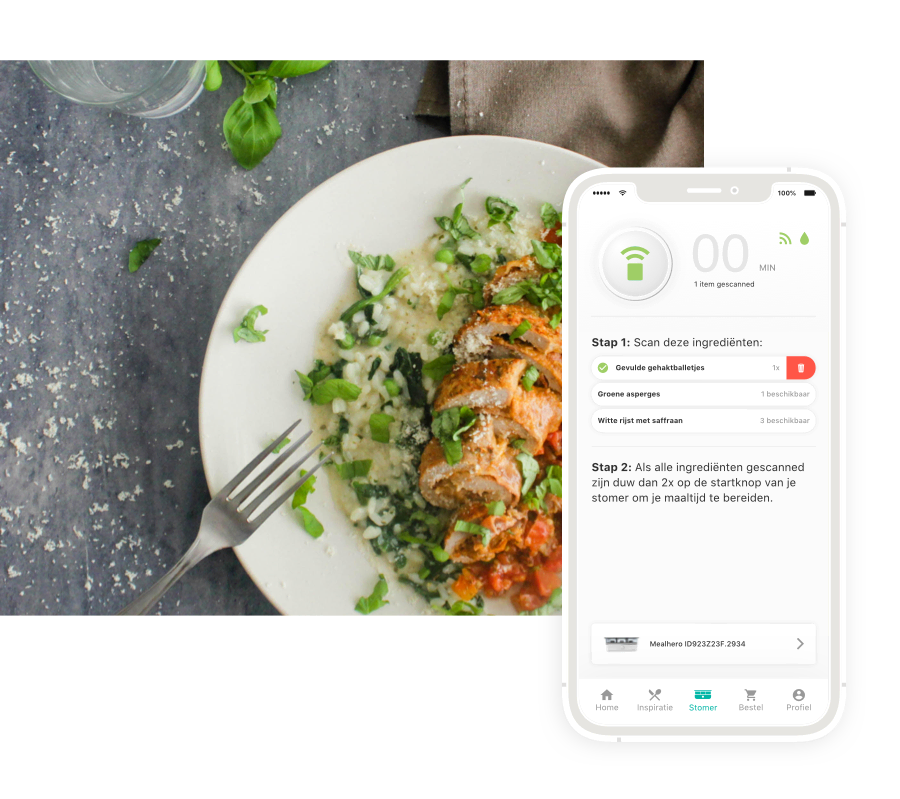 100%
00 MIN
1 item gescanned
Stap 1: Scan deze ingrediënten:
Gevulde gehaktballetjes 1x
Groene asperges 1 beschikbaar
Witte rijst met saffraan 3 beschikbaar
Stap 2: Als alle ingrediënten gescanned
zijn duw dan 2x op de startknop van je
stomer om je maaltijd te bereiden.
Mealhero ID923Z23F.2934
Home Inspiratie Stomer Bestel Profiel